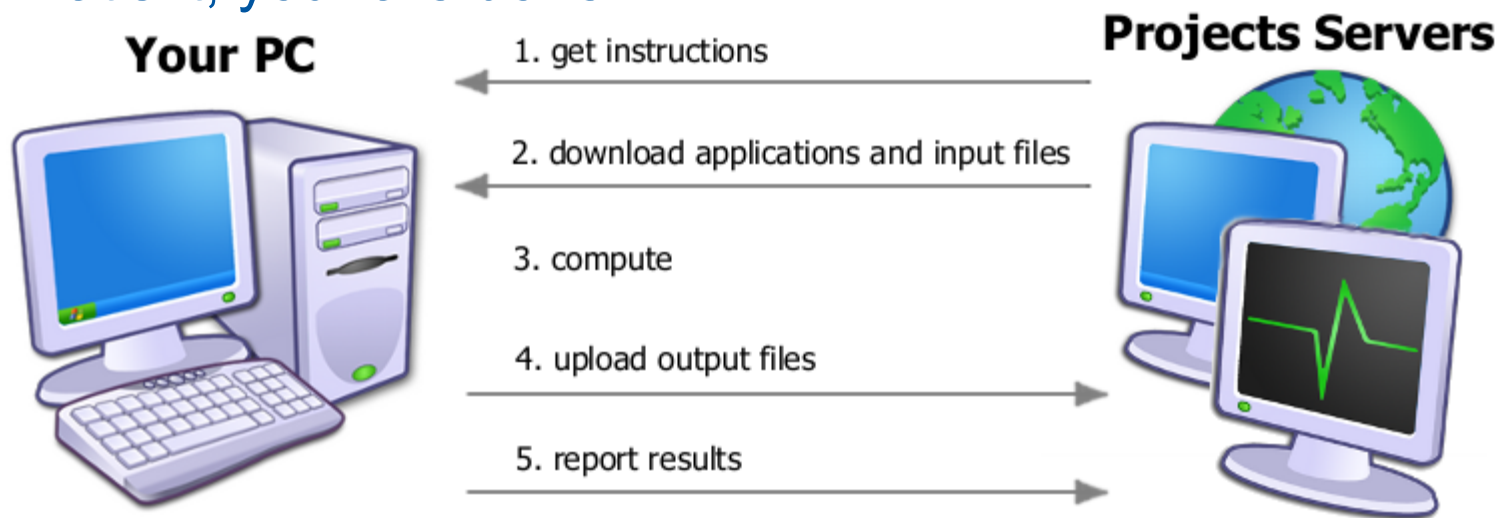 Your PC
Projects Servers
1. get instructions
2. download applications and input files
3. compute
4. upload output files
5. report results